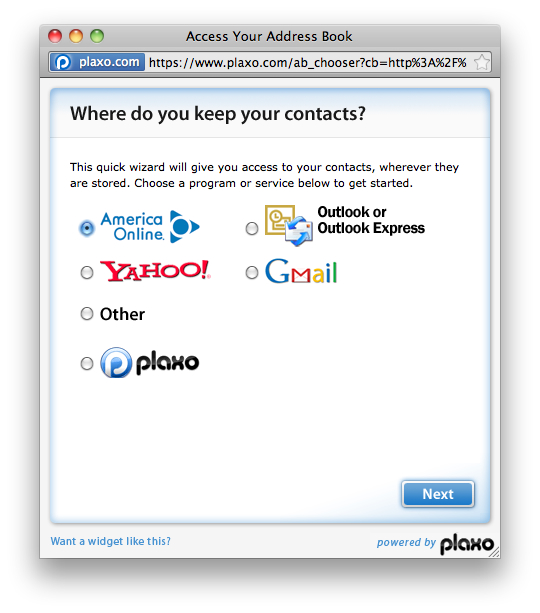 Access Your Address Book
plaxo.com https://www.plaxo.com/ab_chooser?cb=http%3A%2F%
Where do you keep your contacts?
This quick wizard will give you access to your contacts, wherever they
are stored. Choose a program or service below to get started.
America
Online.
Outlook or
Outlook Express
YAHOO!
Gmail
Other
plaxo
Next
Want a widget like this?
powered by plaxo